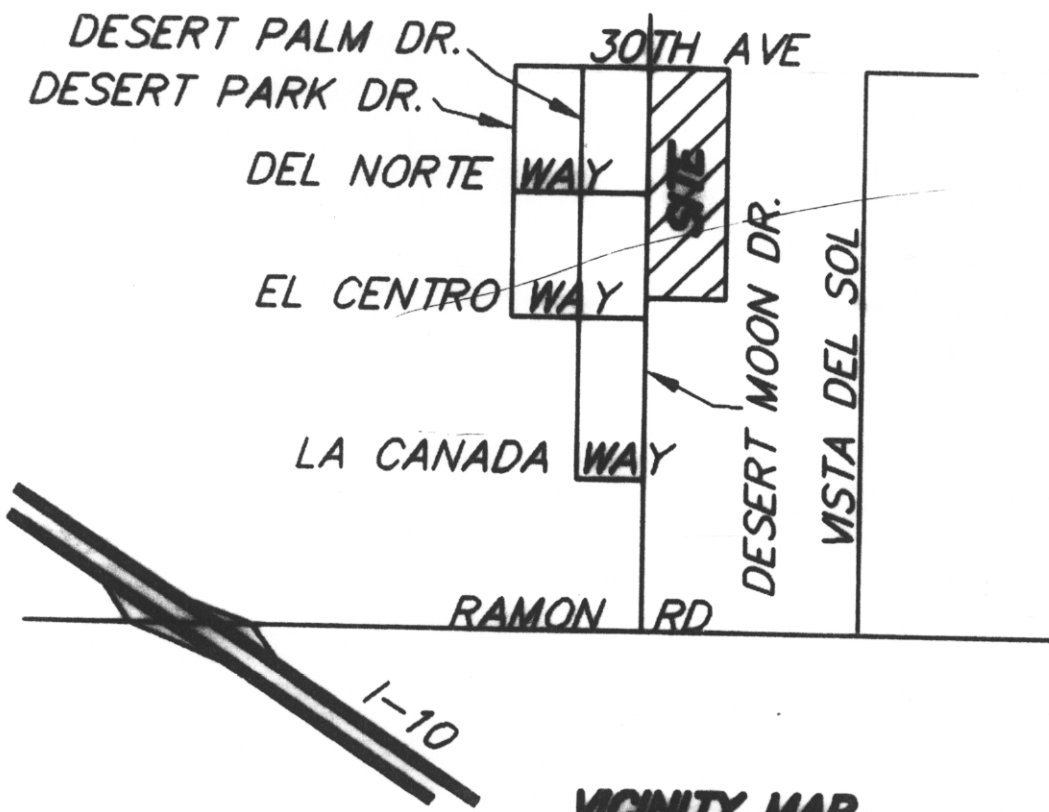 DESERT PALM DR.
30TH AVE
DESERT PARK DR.
DEL NORTE WAY
SITE
EL CENTRO WAY
DESERT MOON DR.
VISTA DEL SOL
LA CANADA WAY
RAMON RD
I-10
VICINITY MAP